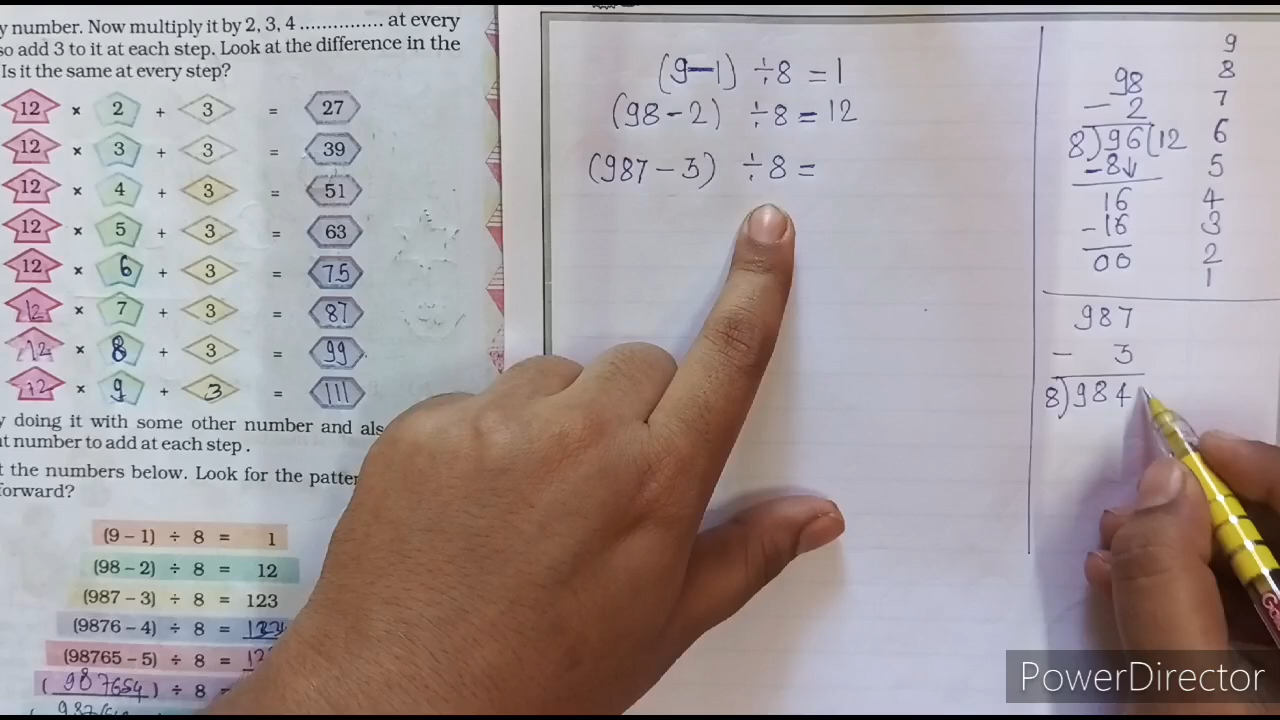 y number. Now multiply it by 2, 3, 4 ............... at every
so add 3 to it at each step. Look at the difference in the
Is it the same at every step?
12 × 2 + 3 = 27
12 × 3 + 3 = 39
12 × 4 + 3 = 51
12 × 5 + 3 = 63
12 × 6 + 3 = 75
12 × 7 + 3 = 87
12 × 8 + 3 = 99
12 × 9 + 3 = 111
y doing it with some other number and als
nt number to add at each step.
t the numbers below. Look for the patter
forward?
(9 – 1) ÷ 8 = 1
(98 – 2) ÷ 8 = 12
(987 – 3) ÷ 8 = 123
(9876 – 4) ÷ 8 =
(98765 – 5) ÷ 8 =
( 987654 ) ÷ 8 =
(9–1) ÷8 = 1
(98-2) ÷8 = 12
(987-3) ÷8 =
98
- 2
8)96(12
-8↓
16
-16
00
9
8
7
6
5
4
3
2
1
987
- 3
8)984
PowerDirector